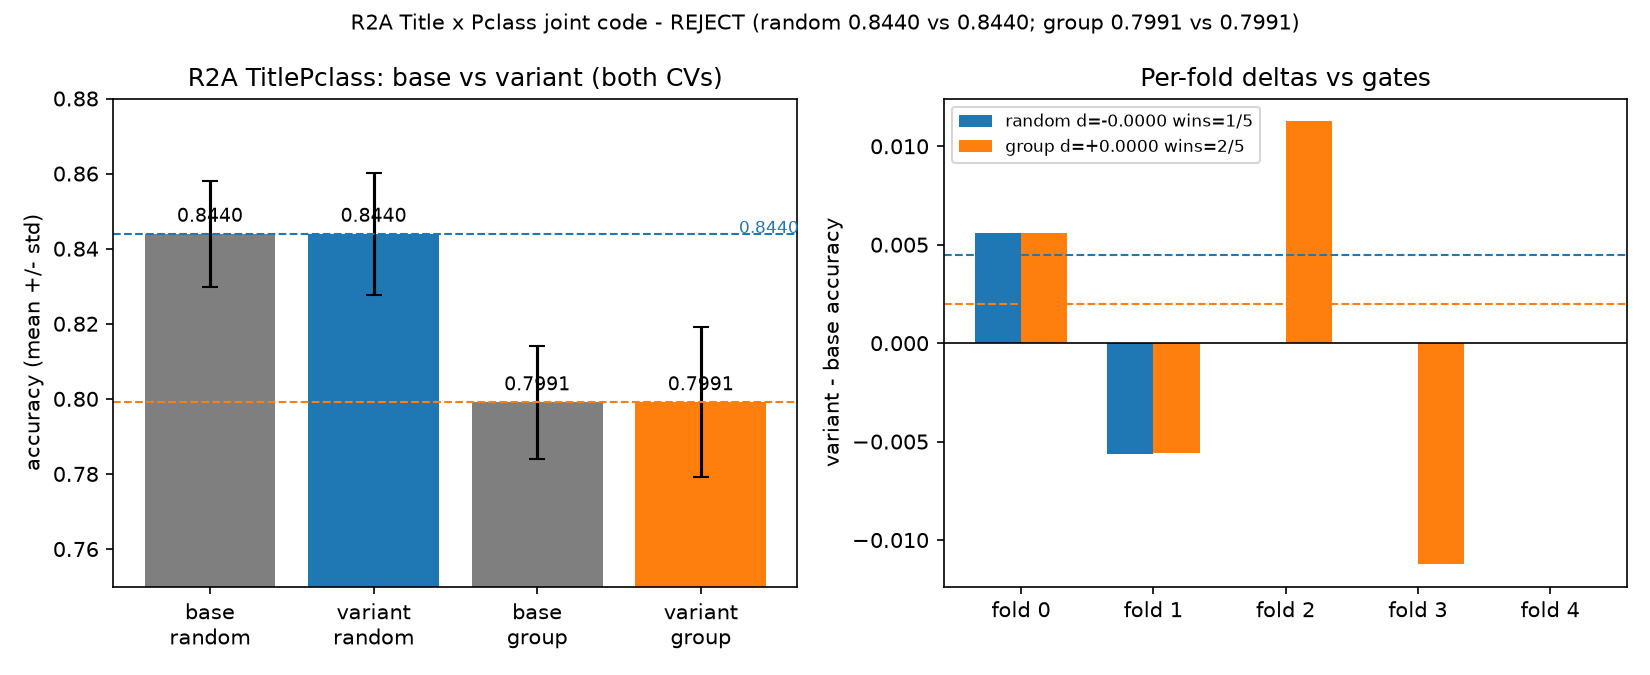 R2A Title x Pclass joint code - REJECT (random 0.8440 vs 0.8440; group 0.7991 vs 0.7991)
R2A TitlePclass: base vs variant (both CVs)
accuracy (mean +/- std)
0.88
0.86
0.84
0.82
0.80
0.78
0.76
0.8440
0.8440
0.7991
0.7991
0.8440
base
random
variant
random
base
group
variant
group
Per-fold deltas vs gates
variant - base accuracy
random d=-0.0000 wins=1/5
group d=+0.0000 wins=2/5
0.010
0.005
0.000
−0.005
−0.010
fold 0
fold 1
fold 2
fold 3
fold 4